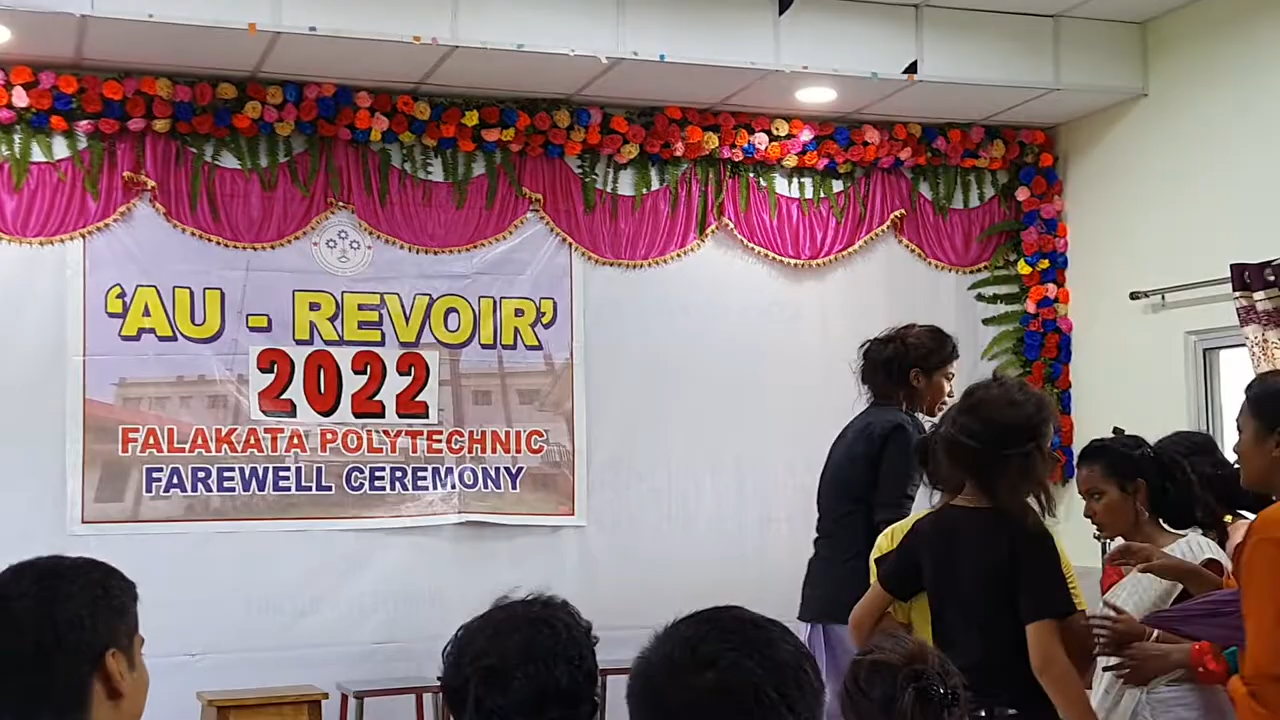 ‘AU - REVOIR’
2022
FALAKATA POLYTECHNIC
FAREWELL CEREMONY